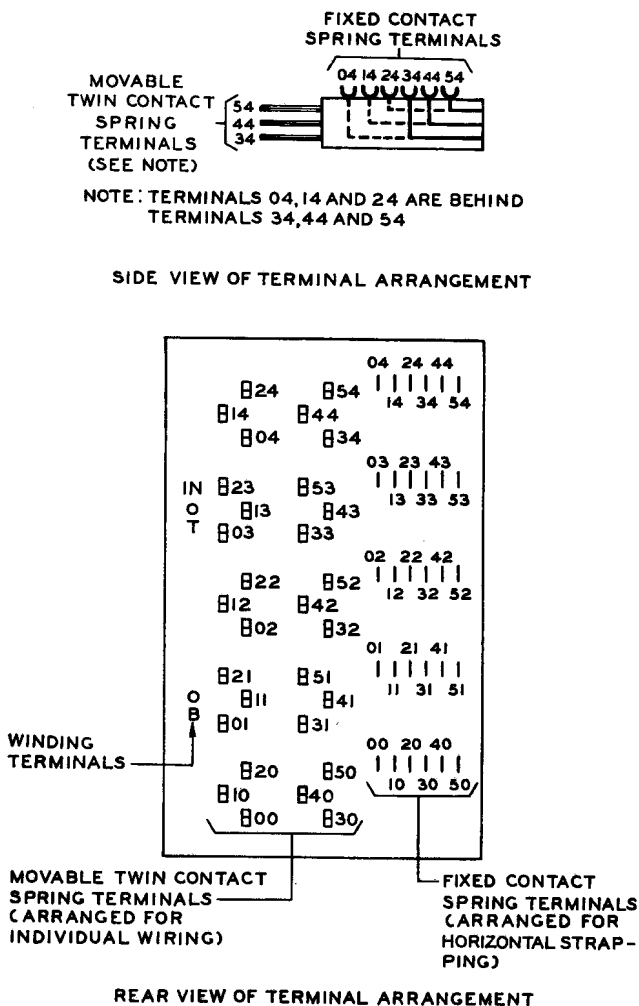 FIXED CONTACT
SPRING TERMINALS
04 14 24 34 44 54
MOVABLE
TWIN CONTACT
SPRING
TERMINALS
(SEE NOTE)
54
44
34
NOTE: TERMINALS 04, 14 AND 24 ARE BEHIND
TERMINALS 34, 44 AND 54
SIDE VIEW OF TERMINAL ARRANGEMENT
04 24 44
24 54
14 34 54
14 44
04 34
03 23 43
IN 23 53
13 33 53
O 13 43
T 03 33
02 22 42
22 52
12 32 52
12 42
02 32
01 21 41
21 51
11 31 51
O 11 41
B 01 31
WINDING
TERMINALS
00 20 40
20 50
10 30 50
10 40
00 30
MOVABLE TWIN CONTACT
SPRING TERMINALS
(ARRANGED FOR
INDIVIDUAL WIRING)
FIXED CONTACT
SPRING TERMINALS
(ARRANGED FOR
HORIZONTAL STRAP-
PING)
REAR VIEW OF TERMINAL ARRANGEMENT